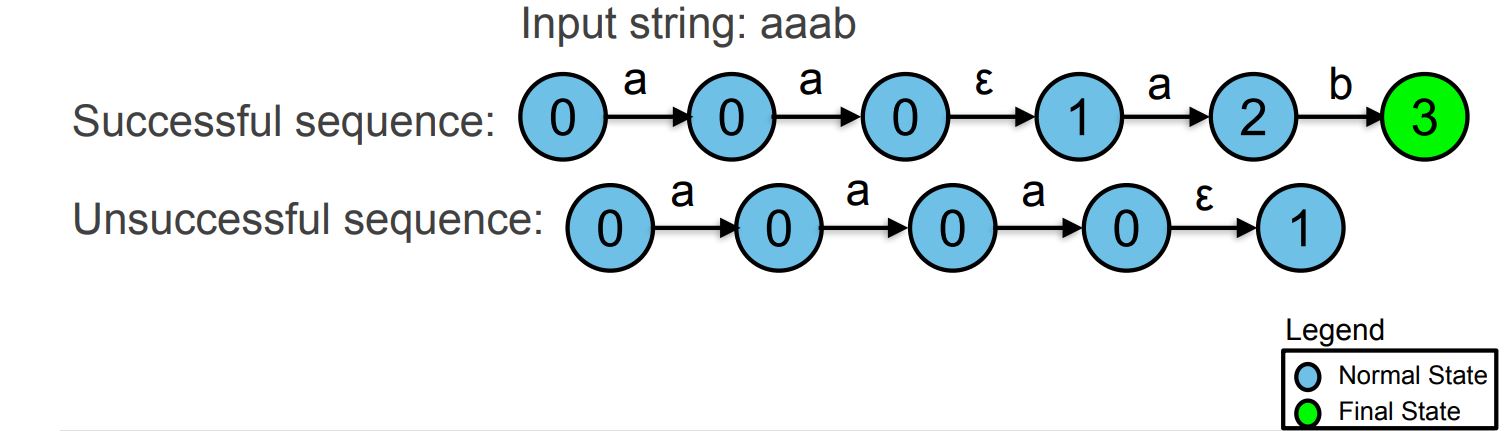 Input string: aaab
Successful sequence: 0 a 0 a 0 ε 1 a 2 b 3
Unsuccessful sequence: 0 a 0 a 0 a 0 ε 1
Legend
Normal State
Final State